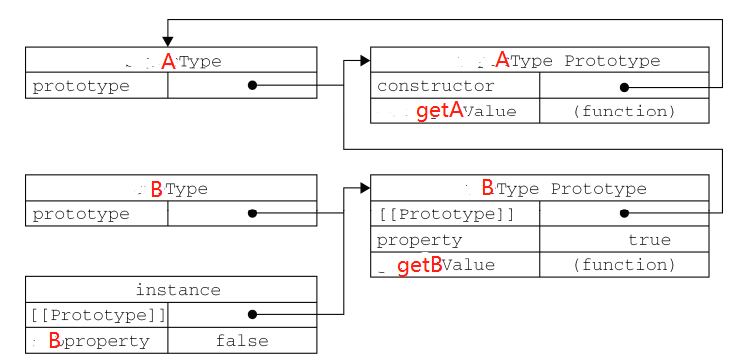 AType
prototype
AType Prototype
constructor
getAValue (function)
BType
prototype
BType Prototype
[[Prototype]]
property true
getBValue (function)
instance
[[Prototype]]
Bproperty false